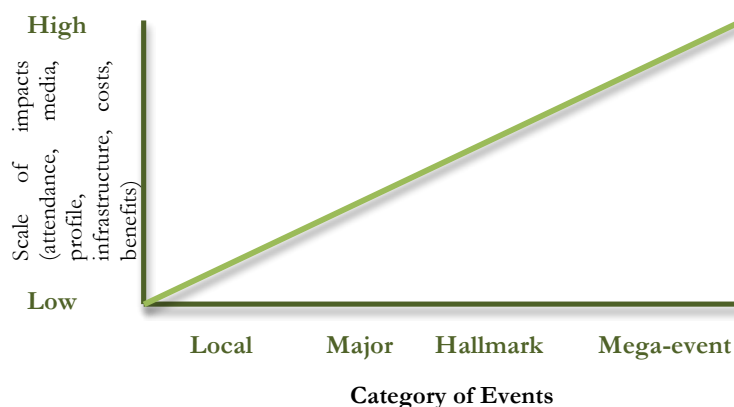 High
Scale of impacts
(attendance, media,
profile,
infrastructure, costs,
benefits)
Low
Local Major Hallmark Mega-event
Category of Events